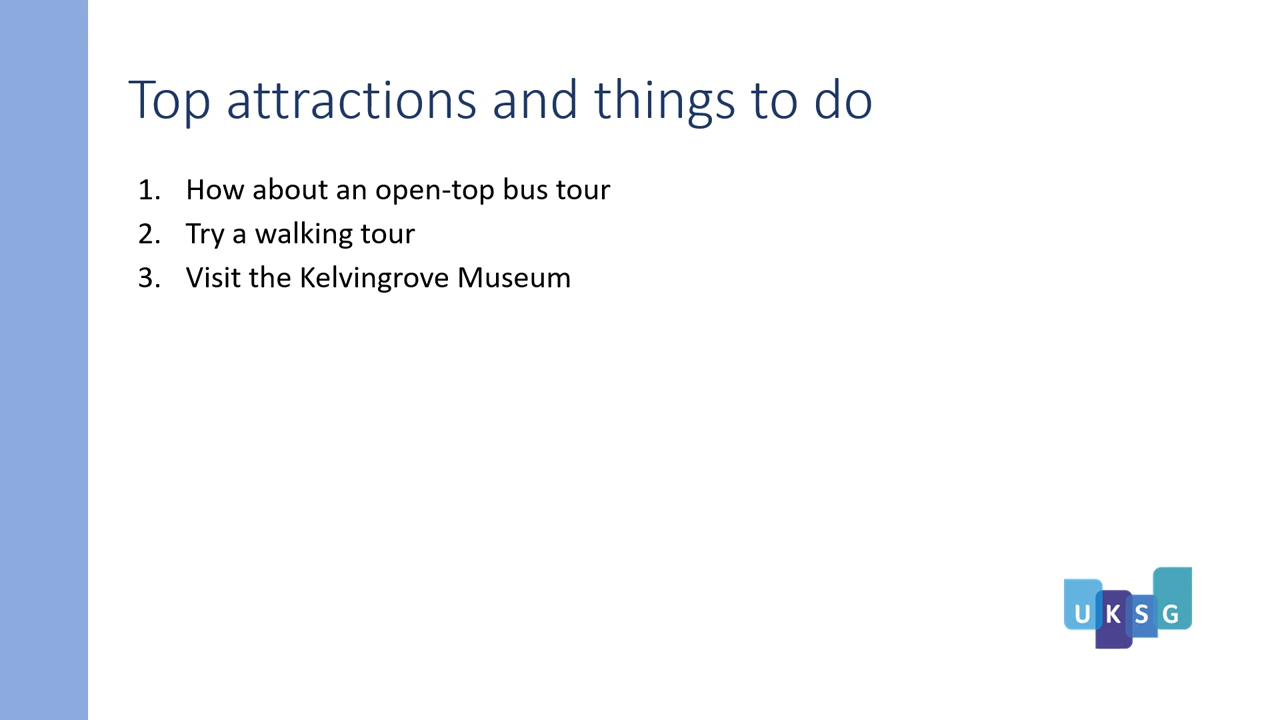 Top attractions and things to do
1. How about an open-top bus tour
2. Try a walking tour
3. Visit the Kelvingrove Museum
UKSG